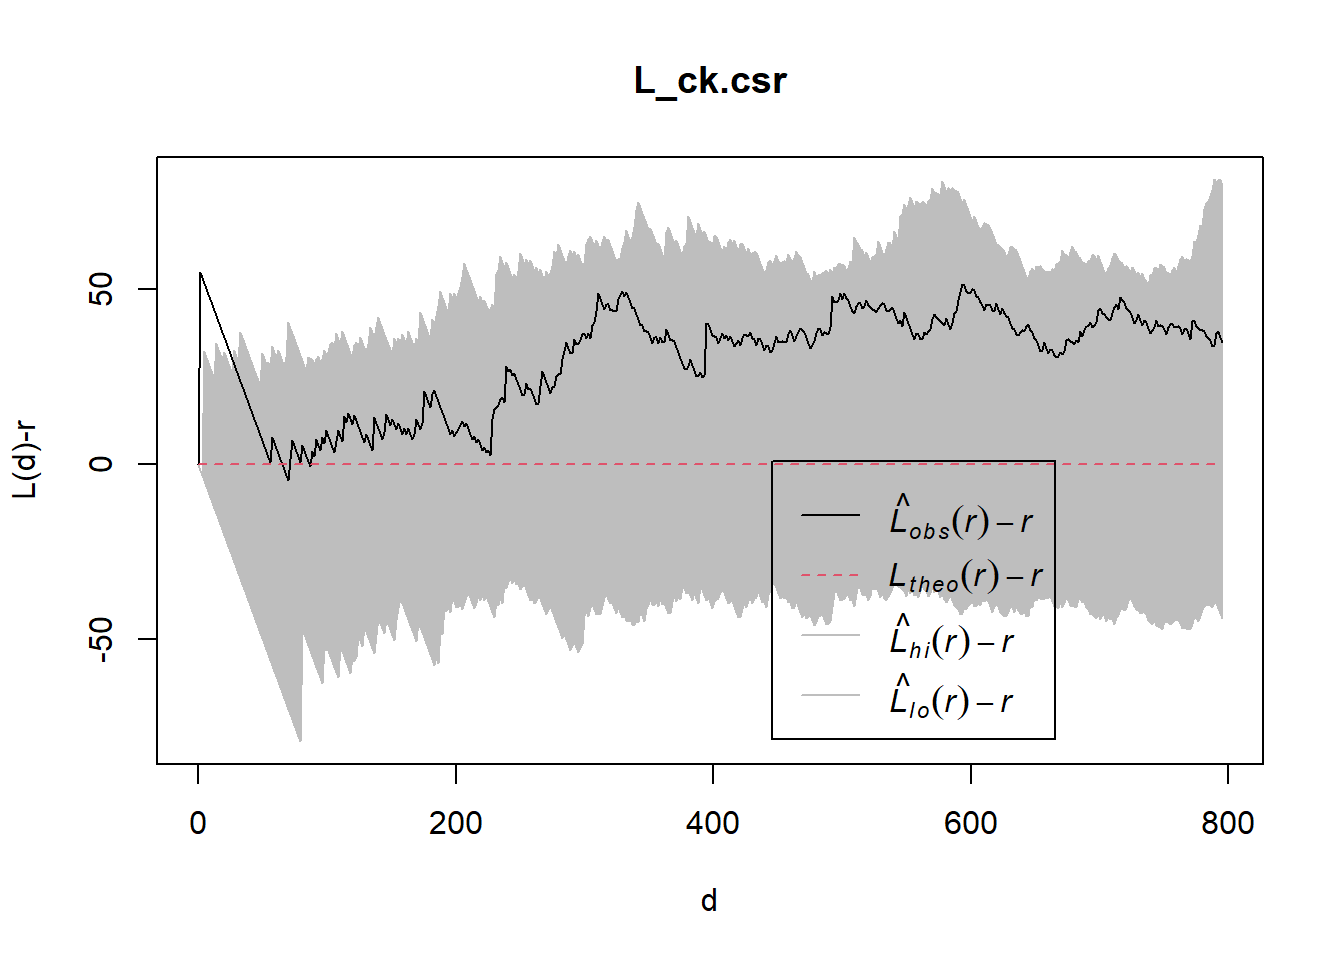 L_ck.csr
L(d)-r
50
0
-50
L̂obs(r) – r
Ltheo(r) – r
L̂hi(r) – r
L̂lo(r) – r
0 200 400 600 800
d